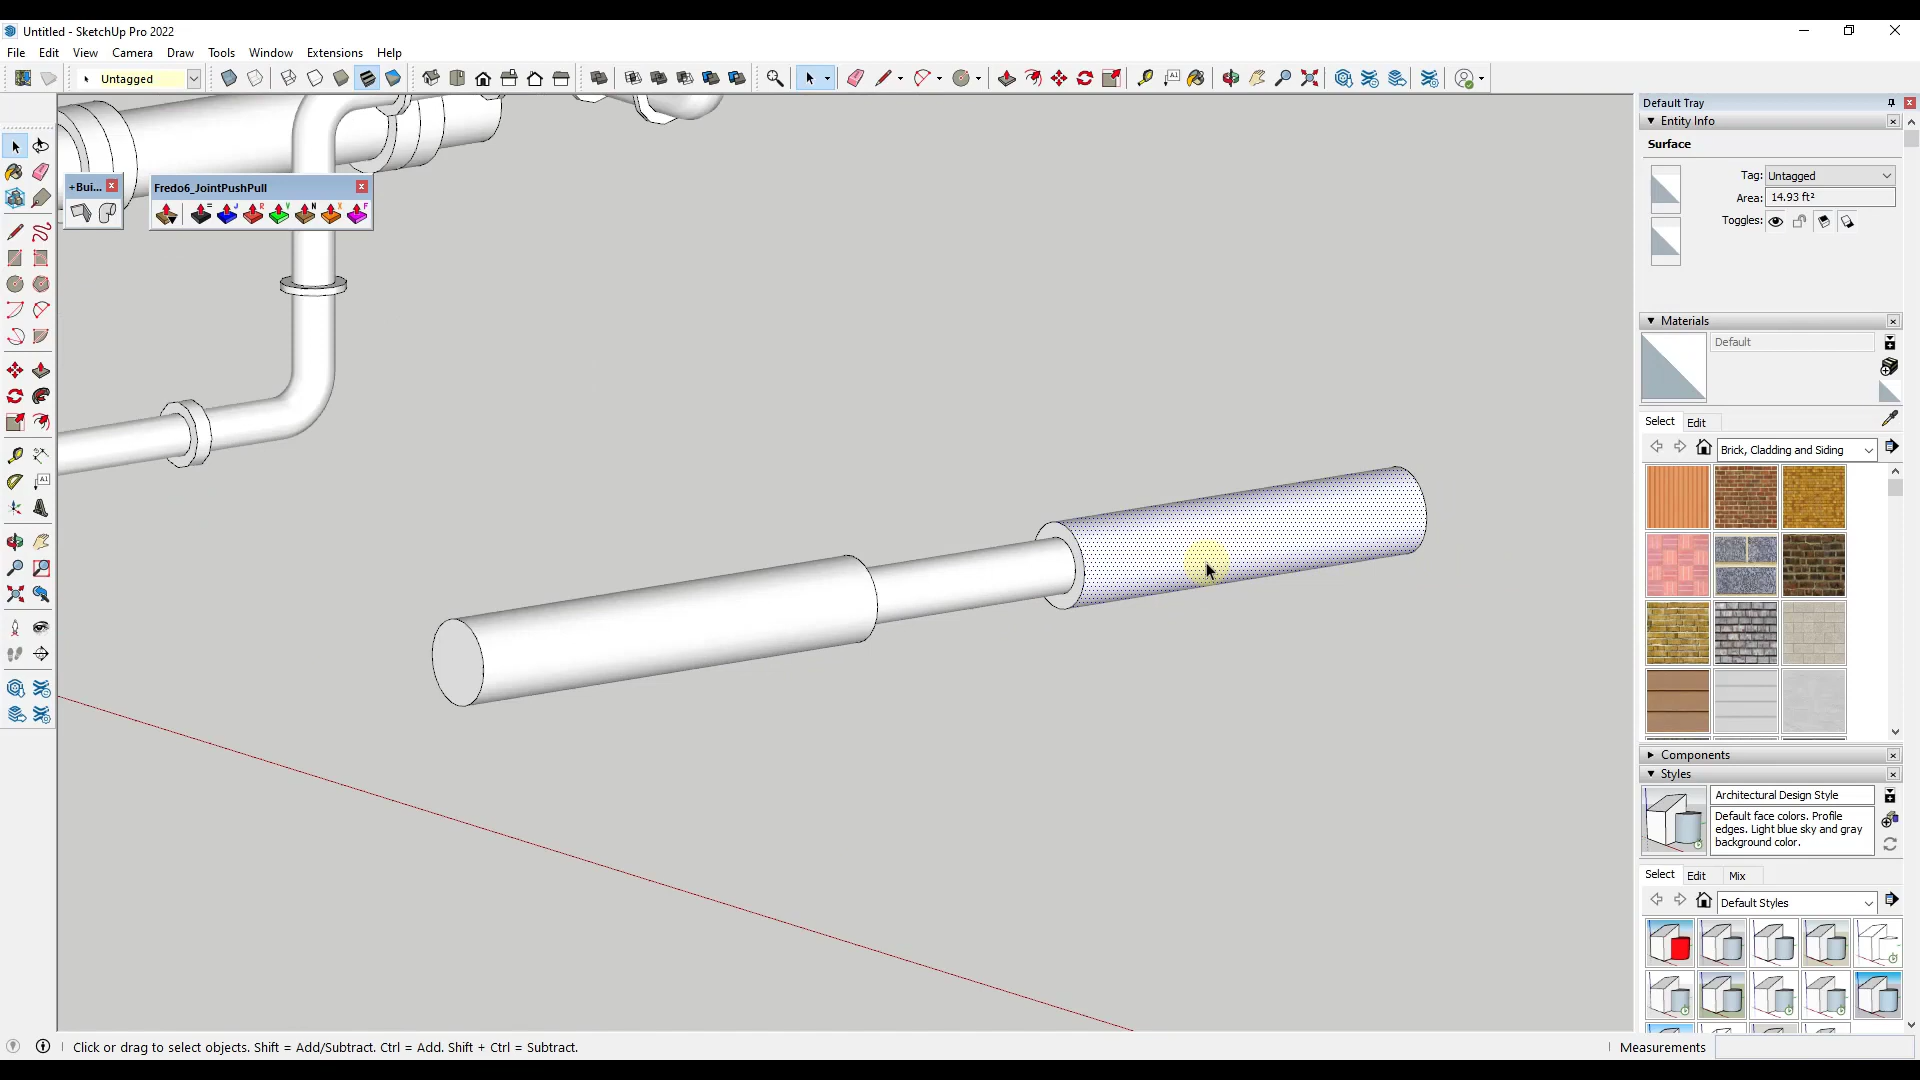 Untitled - SketchUp Pro 2022
File Edit View Camera Draw Tools Window Extensions Help
Untagged
Default Tray
Entity Info
Surface
Tag: Untagged
Area: 14.93 ft²
Toggles:
+Bui...
Fredo6_JointPushPull
= J R V N X F
Materials
Default
Select Edit
Brick, Cladding and Siding
Components
Styles
Architectural Design Style
Default face colors. Profile
edges. Light blue sky and gray
background color.
Select Edit Mix
Default Styles
Click or drag to select objects. Shift = Add/Subtract. Ctrl = Add. Shift + Ctrl = Subtract.
Measurements